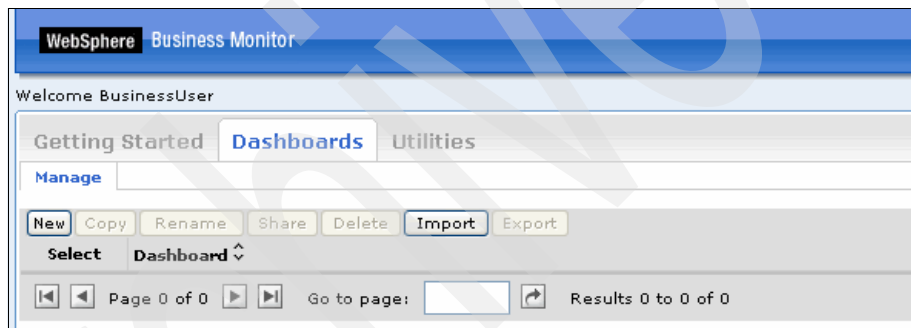 WebSphere Business Monitor
Welcome BusinessUser
Getting Started Dashboards Utilities
Manage
New Copy Rename Share Delete Import Export
Select Dashboard
Page 0 of 0 Go to page: Results 0 to 0 of 0